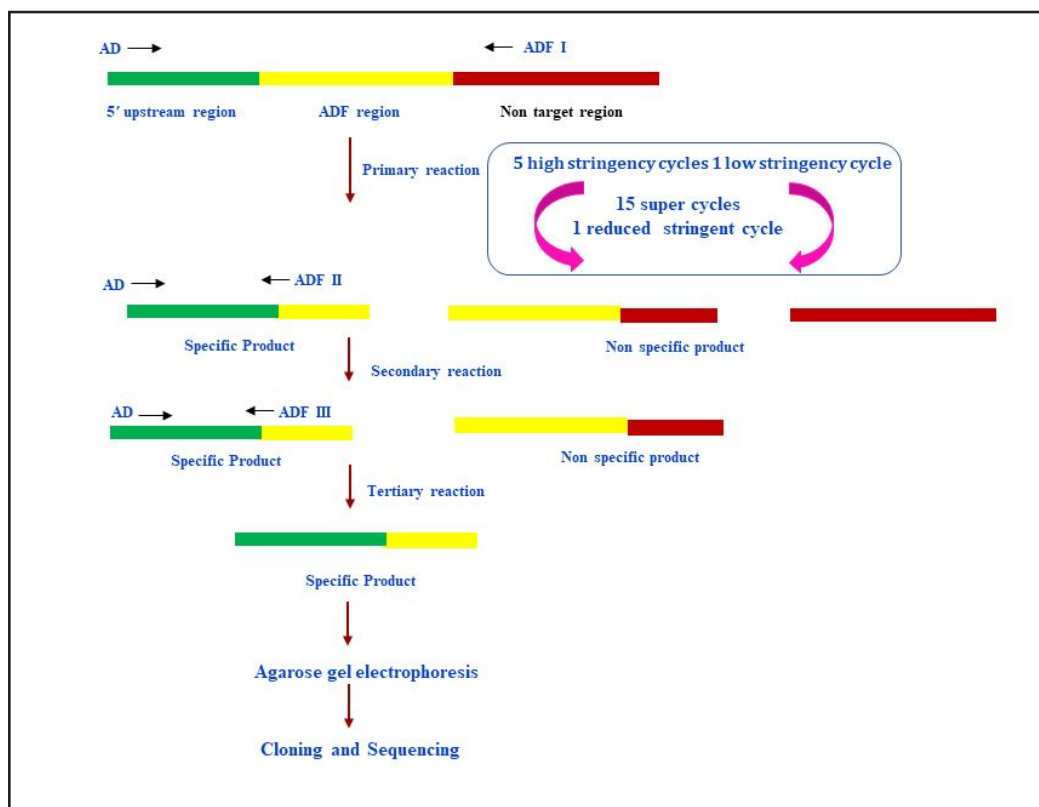 AD
ADF I
5′ upstream region
ADF region
Non target region
Primary reaction
5 high stringency cycles 1 low stringency cycle
15 super cycles
1 reduced stringent cycle
AD
ADF II
Specific Product
Non specific product
Secondary reaction
AD
ADF III
Specific Product
Non specific product
Tertiary reaction
Specific Product
Agarose gel electrophoresis
Cloning and Sequencing